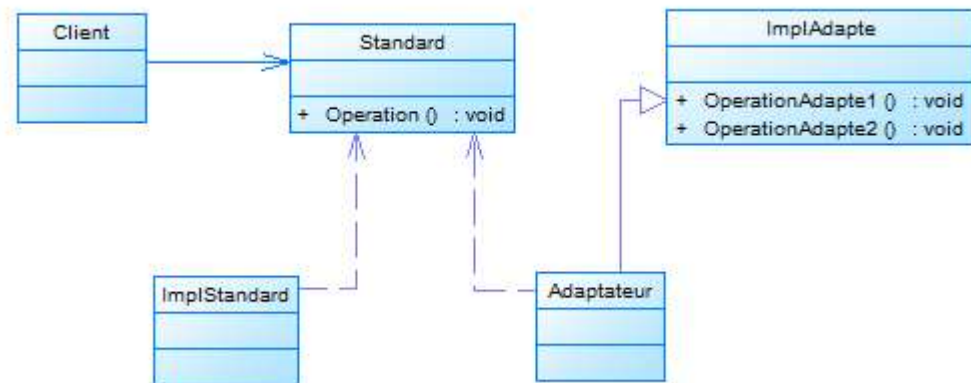 Client
Standard
+ Operation () : void
ImplAdapte
+ OperationAdapte1 () : void
+ OperationAdapte2 () : void
ImplStandard
Adaptateur